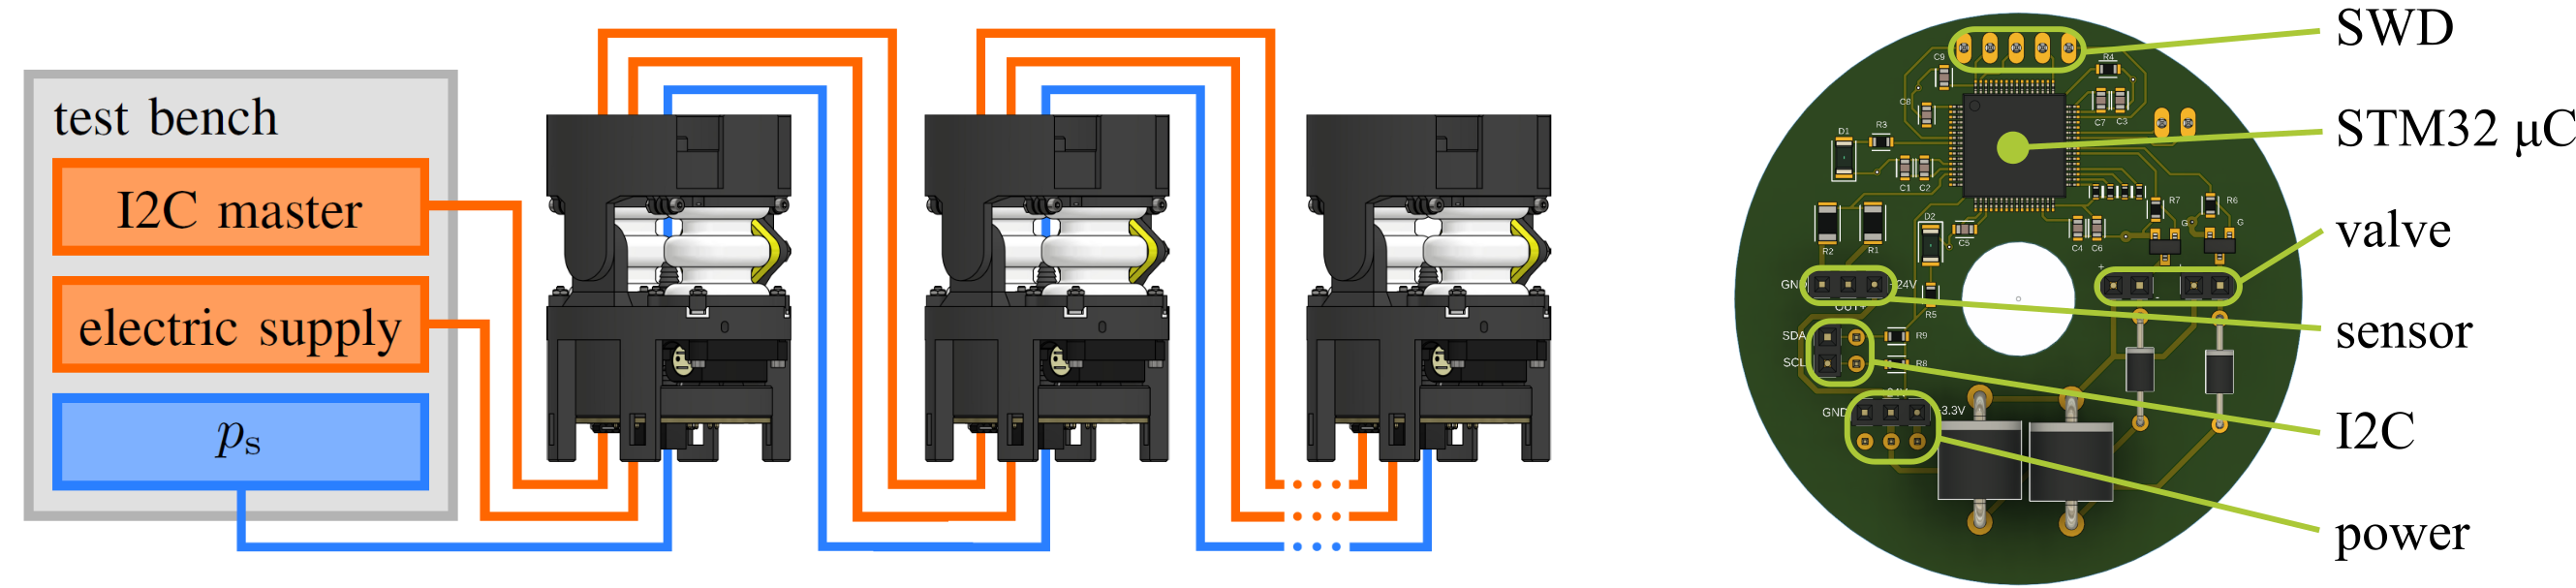 test bench
I2C master
electric supply
ps
SWD
STM32 μC
valve
sensor
I2C
power
C9
R4
C8
C7 C3
D1
R3
C1 C2
R7
R6
D2
C5
C4 C6
G
G
R2
R1
GND
24V
OUT
R5
SDA
R9
SCL
R8
24V
GND
3.3V